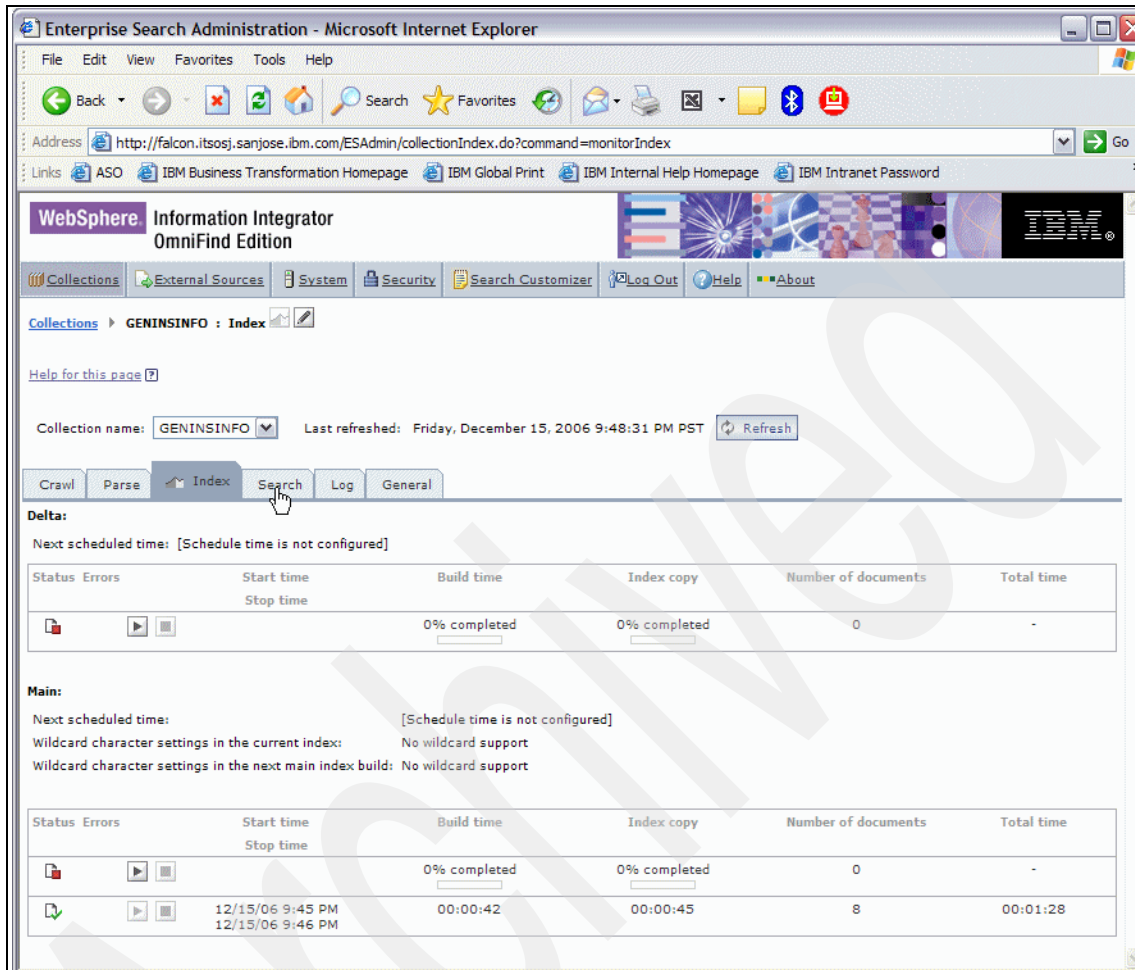 Enterprise Search Administration - Microsoft Internet Explorer
File Edit View Favorites Tools Help
Back Search Favorites
Address http://falcon.itsosj.sanjose.ibm.com/ESAdmin/collectionIndex.do?command=monitorIndex Go
Links ASO IBM Business Transformation Homepage IBM Global Print IBM Internal Help Homepage IBM Intranet Password
WebSphere. Information Integrator
OmniFind Edition
IBM®
Collections External Sources System Security Search Customizer Log Out Help About
Collections GENINSINFO : Index
Help for this page ?
Collection name: GENINSINFO Last refreshed: Friday, December 15, 2006 9:48:31 PM PST Refresh
Crawl Parse Index Search Log General
Delta:
Next scheduled time: [Schedule time is not configured]
Status Errors Start time Build time Index copy Number of documents Total time
Stop time
0% completed 0% completed 0 -
Main:
Next scheduled time: [Schedule time is not configured]
Wildcard character settings in the current index: No wildcard support
Wildcard character settings in the next main index build: No wildcard support
Status Errors Start time Build time Index copy Number of documents Total time
Stop time
0% completed 0% completed 0 -
12/15/06 9:45 PM 00:00:42 00:00:45 8 00:01:28
12/15/06 9:46 PM
Archived